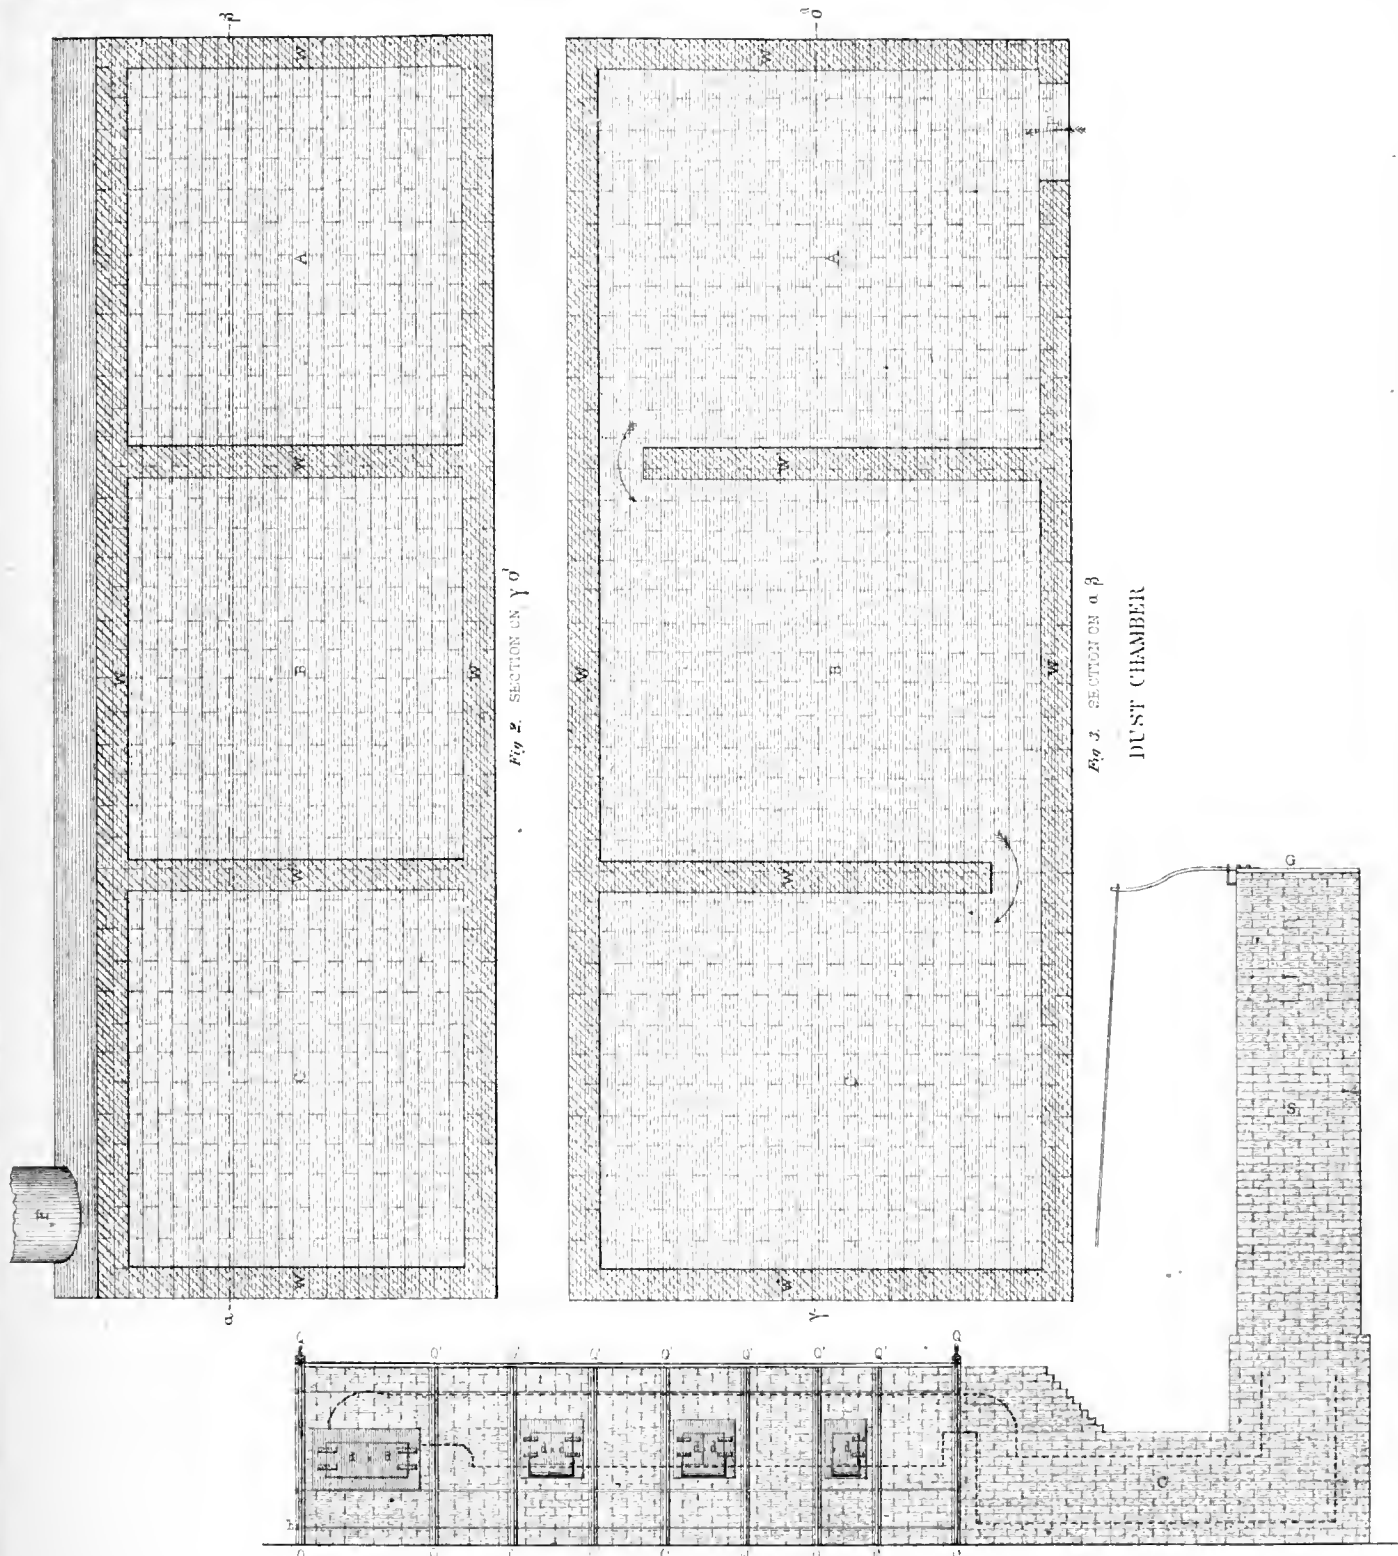 β
W
W
W
A
W
B
W
W
C
W
E
α
Fig 2. SECTION ON γ δ
δ
W
A
W
W
B
W
W
C
W
γ
Fig 3. SECTION ON α β
DUST CHAMBER
G
S
Q
Q'
Q'
Q'
Q'
Q'
Q
d d
d d
d d
d